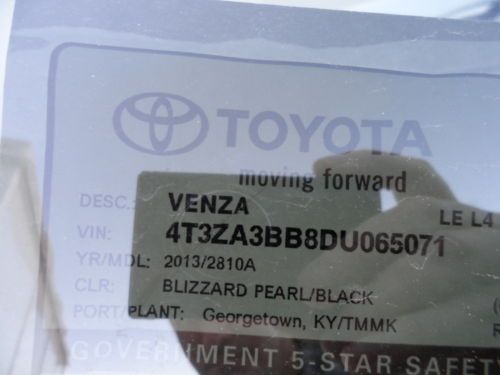 TOYOTA
moving forward
DESC.: VENZA LE L4
VIN: 4T3ZA3BB8DU065071
YR/MDL: 2013/2810A
CLR: BLIZZARD PEARL/BLACK
PORT/PLANT: Georgetown, KY/TMMK
GOVERNMENT 5-STAR SAFETY